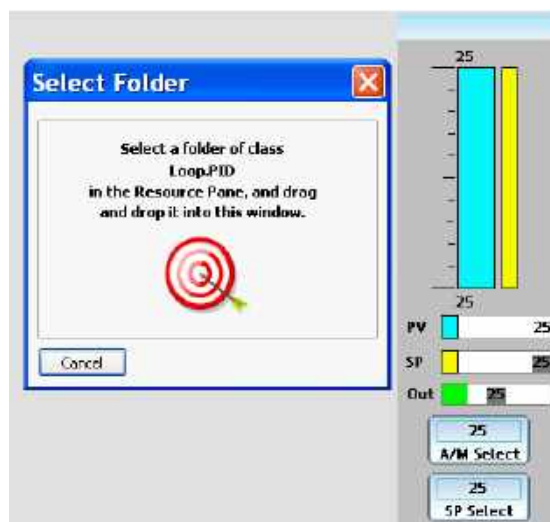 Select Folder
Select a folder of class
Loop.PID
in the Resource Pane, and drag
and drop it into this window.
Cancel
25
25
PV 25
SP 25
Out 25
25
A/M Select
25
SP Select